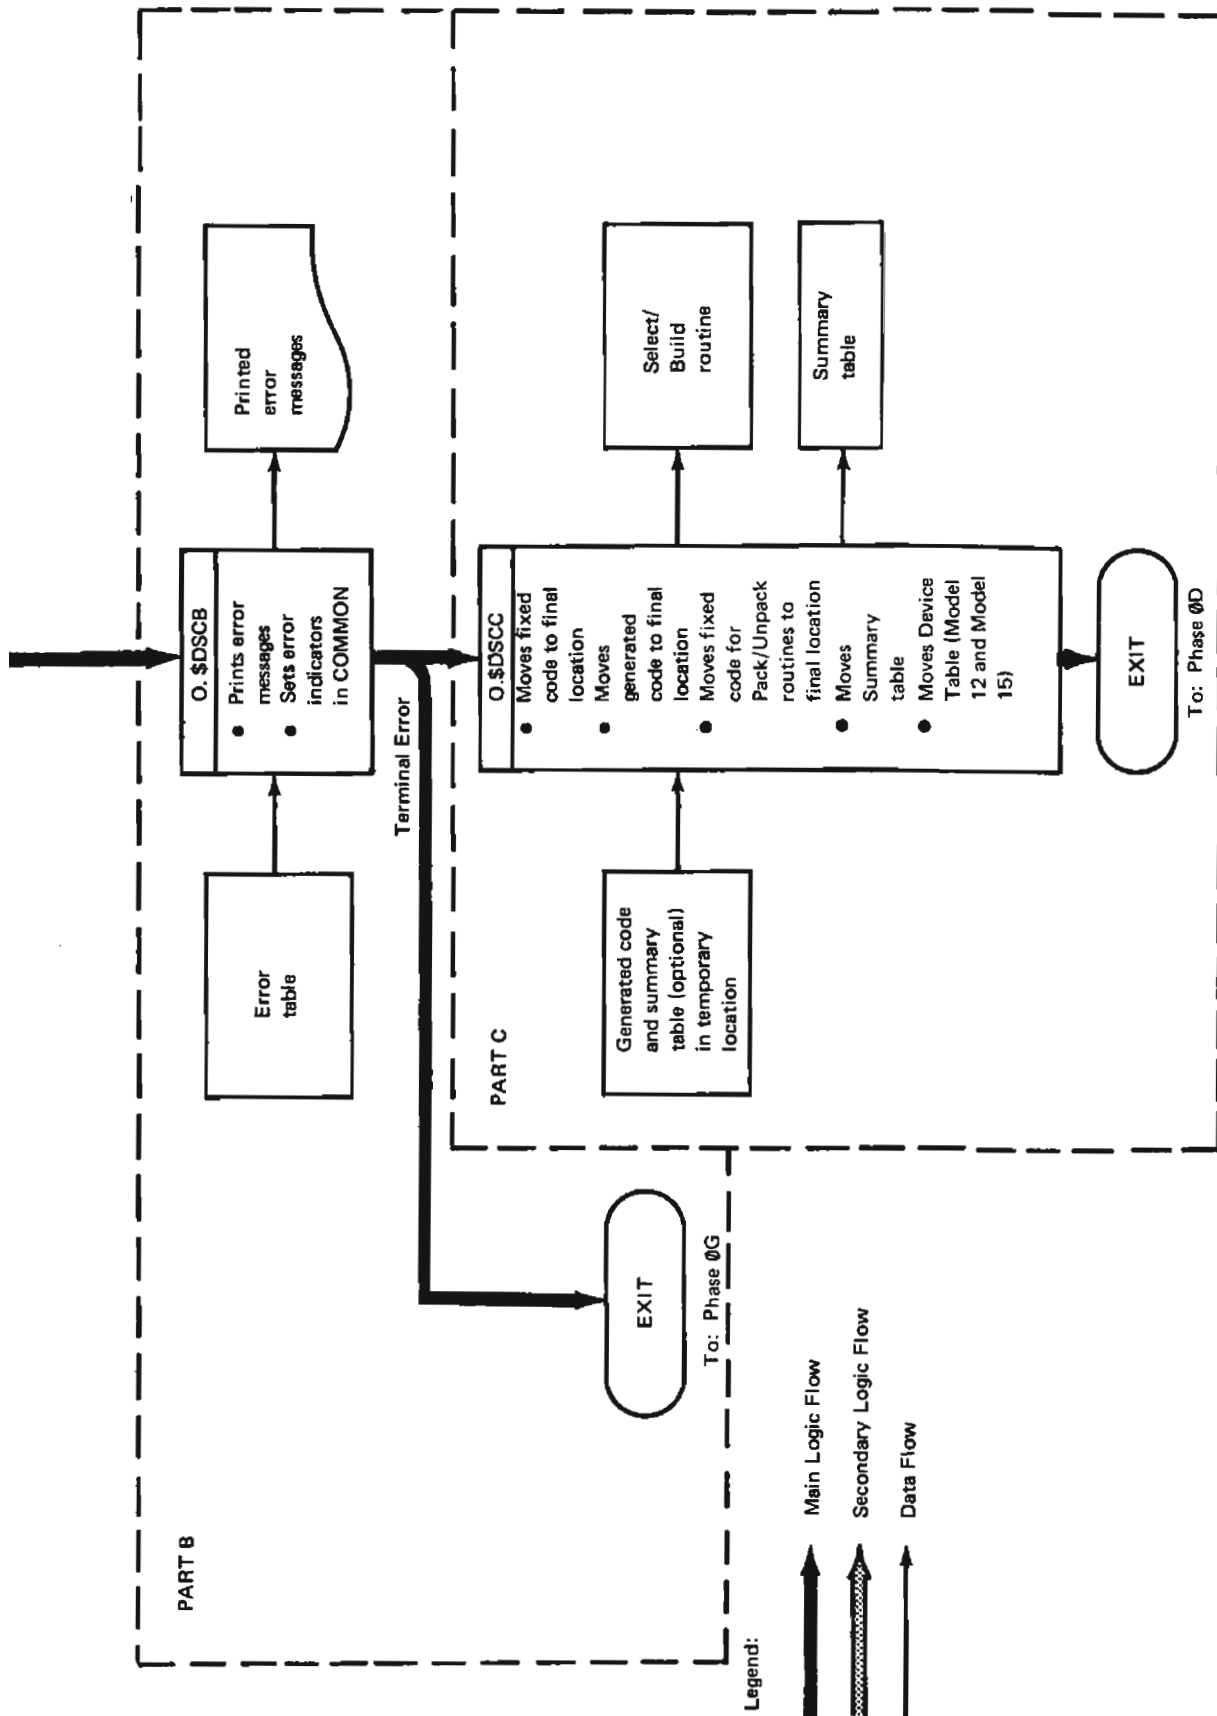 PART B
Error
table
O.$DSCB
● Prints error
messages
● Sets error
indicators
in COMMON
Printed
error
messages
Terminal Error
EXIT
To: Phase 0G
PART C
Generated code
and summary
table (optional)
in temporary
location
O.$DSCC
● Moves fixed
code to final
location
● Moves
generated
code to final
location
● Moves fixed
code for
Pack/Unpack
routines to
final location
● Moves
Summary
table
● Moves Device
Table (Model
12 and Model
15)
Select/
Build
routine
Summary
table
EXIT
To: Phase 0D
Legend:
Main Logic Flow
Secondary Logic Flow
Data Flow